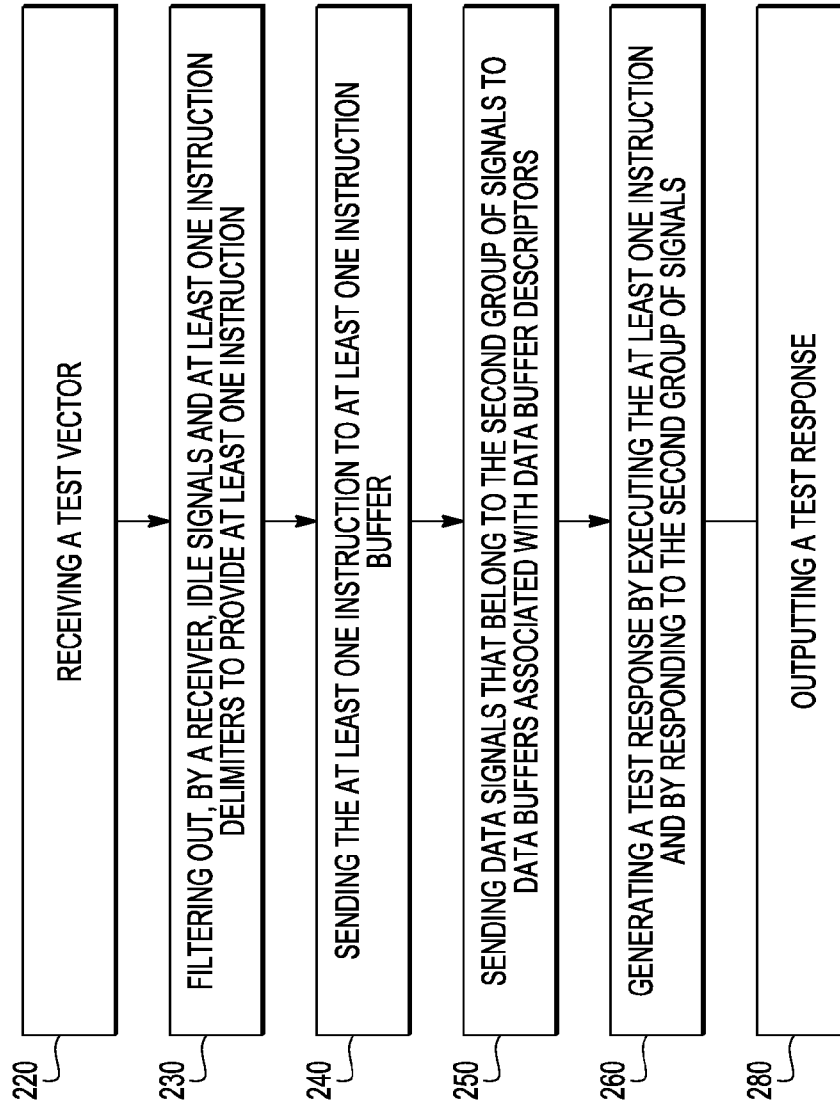 220
RECEIVING A TEST VECTOR
230
FILTERING OUT, BY A RECEIVER, IDLE SIGNALS AND AT LEAST ONE INSTRUCTION
DELIMITERS TO PROVIDE AT LEAST ONE INSTRUCTION
240
SENDING THE AT LEAST ONE INSTRUCTION TO AT LEAST ONE INSTRUCTION
BUFFER
250
SENDING DATA SIGNALS THAT BELONG TO THE SECOND GROUP OF SIGNALS TO
DATA BUFFERS ASSOCIATED WITH DATA BUFFER DESCRIPTORS
260
GENERATING A TEST RESPONSE BY EXECUTING THE AT LEAST ONE INSTRUCTION
AND BY RESPONDING TO THE SECOND GROUP OF SIGNALS
280
OUTPUTTING A TEST RESPONSE